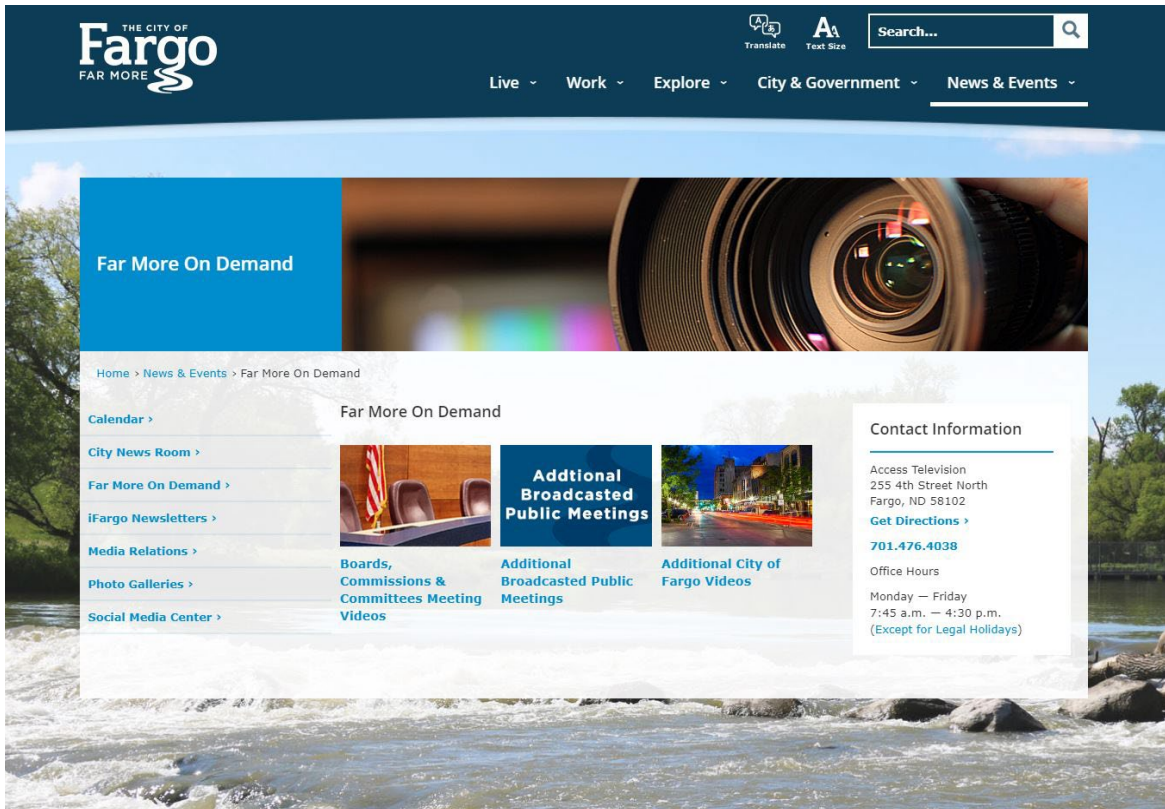 THE CITY OF
Fargo
FAR MORE
Translate
Text Size
Search...
Live
Work
Explore
City & Government
News & Events
Far More On Demand
Home › News & Events › Far More On Demand
Calendar ›
City News Room ›
Far More On Demand ›
iFargo Newsletters ›
Media Relations ›
Photo Galleries ›
Social Media Center ›
Far More On Demand
Addtional
Broadcasted
Public Meetings
Boards,
Commissions &
Committees Meeting
Videos
Additional
Broadcasted Public
Meetings
Additional City of
Fargo Videos
Contact Information
Access Television
255 4th Street North
Fargo, ND 58102
Get Directions ›
701.476.4038
Office Hours
Monday — Friday
7:45 a.m. — 4:30 p.m.
(Except for Legal Holidays)